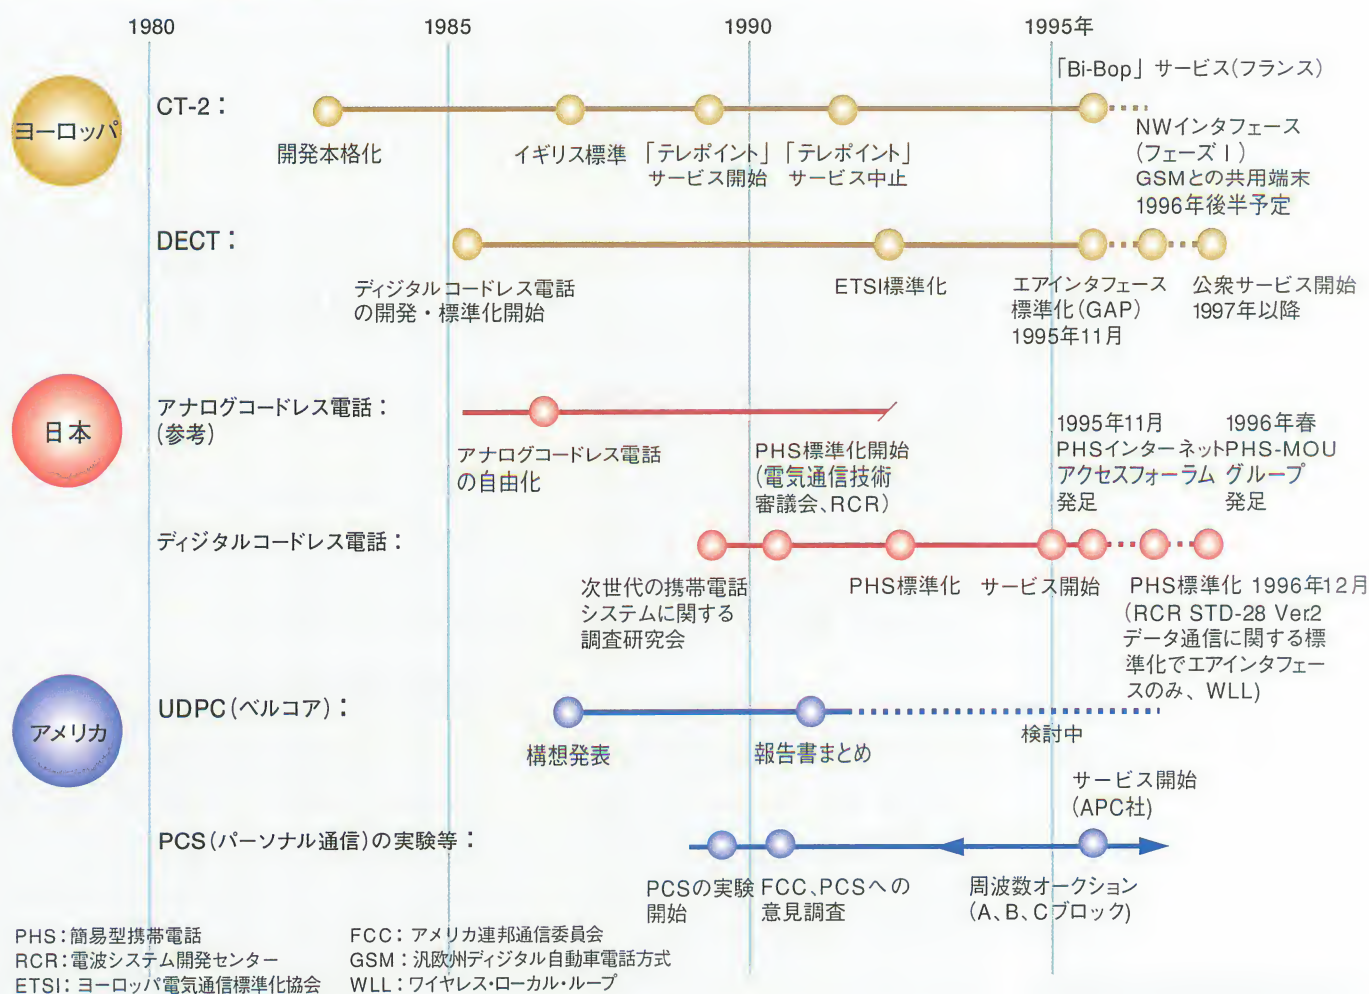 1980
1985
1990
1995年
ヨーロッパ
CT-2：
開発本格化
イギリス標準
「テレポイント」
サービス開始
「テレポイント」
サービス中止
「Bi-Bop」サービス(フランス)
NWインタフェース
(フェーズⅠ)
GSMとの共用端末
1996年後半予定
DECT：
ディジタルコードレス電話
の開発・標準化開始
ETSI標準化
エアインタフェース
標準化(GAP)
1995年11月
公衆サービス開始
1997年以降
日本
アナログコードレス電話：
(参考)
アナログコードレス電話
の自由化
PHS標準化開始
(電気通信技術
審議会、RCR)
1995年11月
PHSインターネット
アクセスフォーラム
発足
1996年春
PHS-MOU
グループ
発足
ディジタルコードレス電話：
次世代の携帯電話
システムに関する
調査研究会
PHS標準化
サービス開始
PHS標準化 1996年12月
(RCR STD-28 Ver.2
データ通信に関する標
準化でエアインタフェー
スのみ、WLL)
アメリカ
UDPC(ベルコア)：
構想発表
報告書まとめ
検討中
PCS(パーソナル通信)の実験等：
PCSの実験
開始
FCC、PCSへの
意見調査
周波数オークション
(A、B、Cブロック)
サービス開始
(APC社)
PHS：簡易型携帯電話
RCR：電波システム開発センター
ETSI：ヨーロッパ電気通信標準化協会
FCC：アメリカ連邦通信委員会
GSM：汎欧州ディジタル自動車電話方式
WLL：ワイヤレス・ローカル・ループ